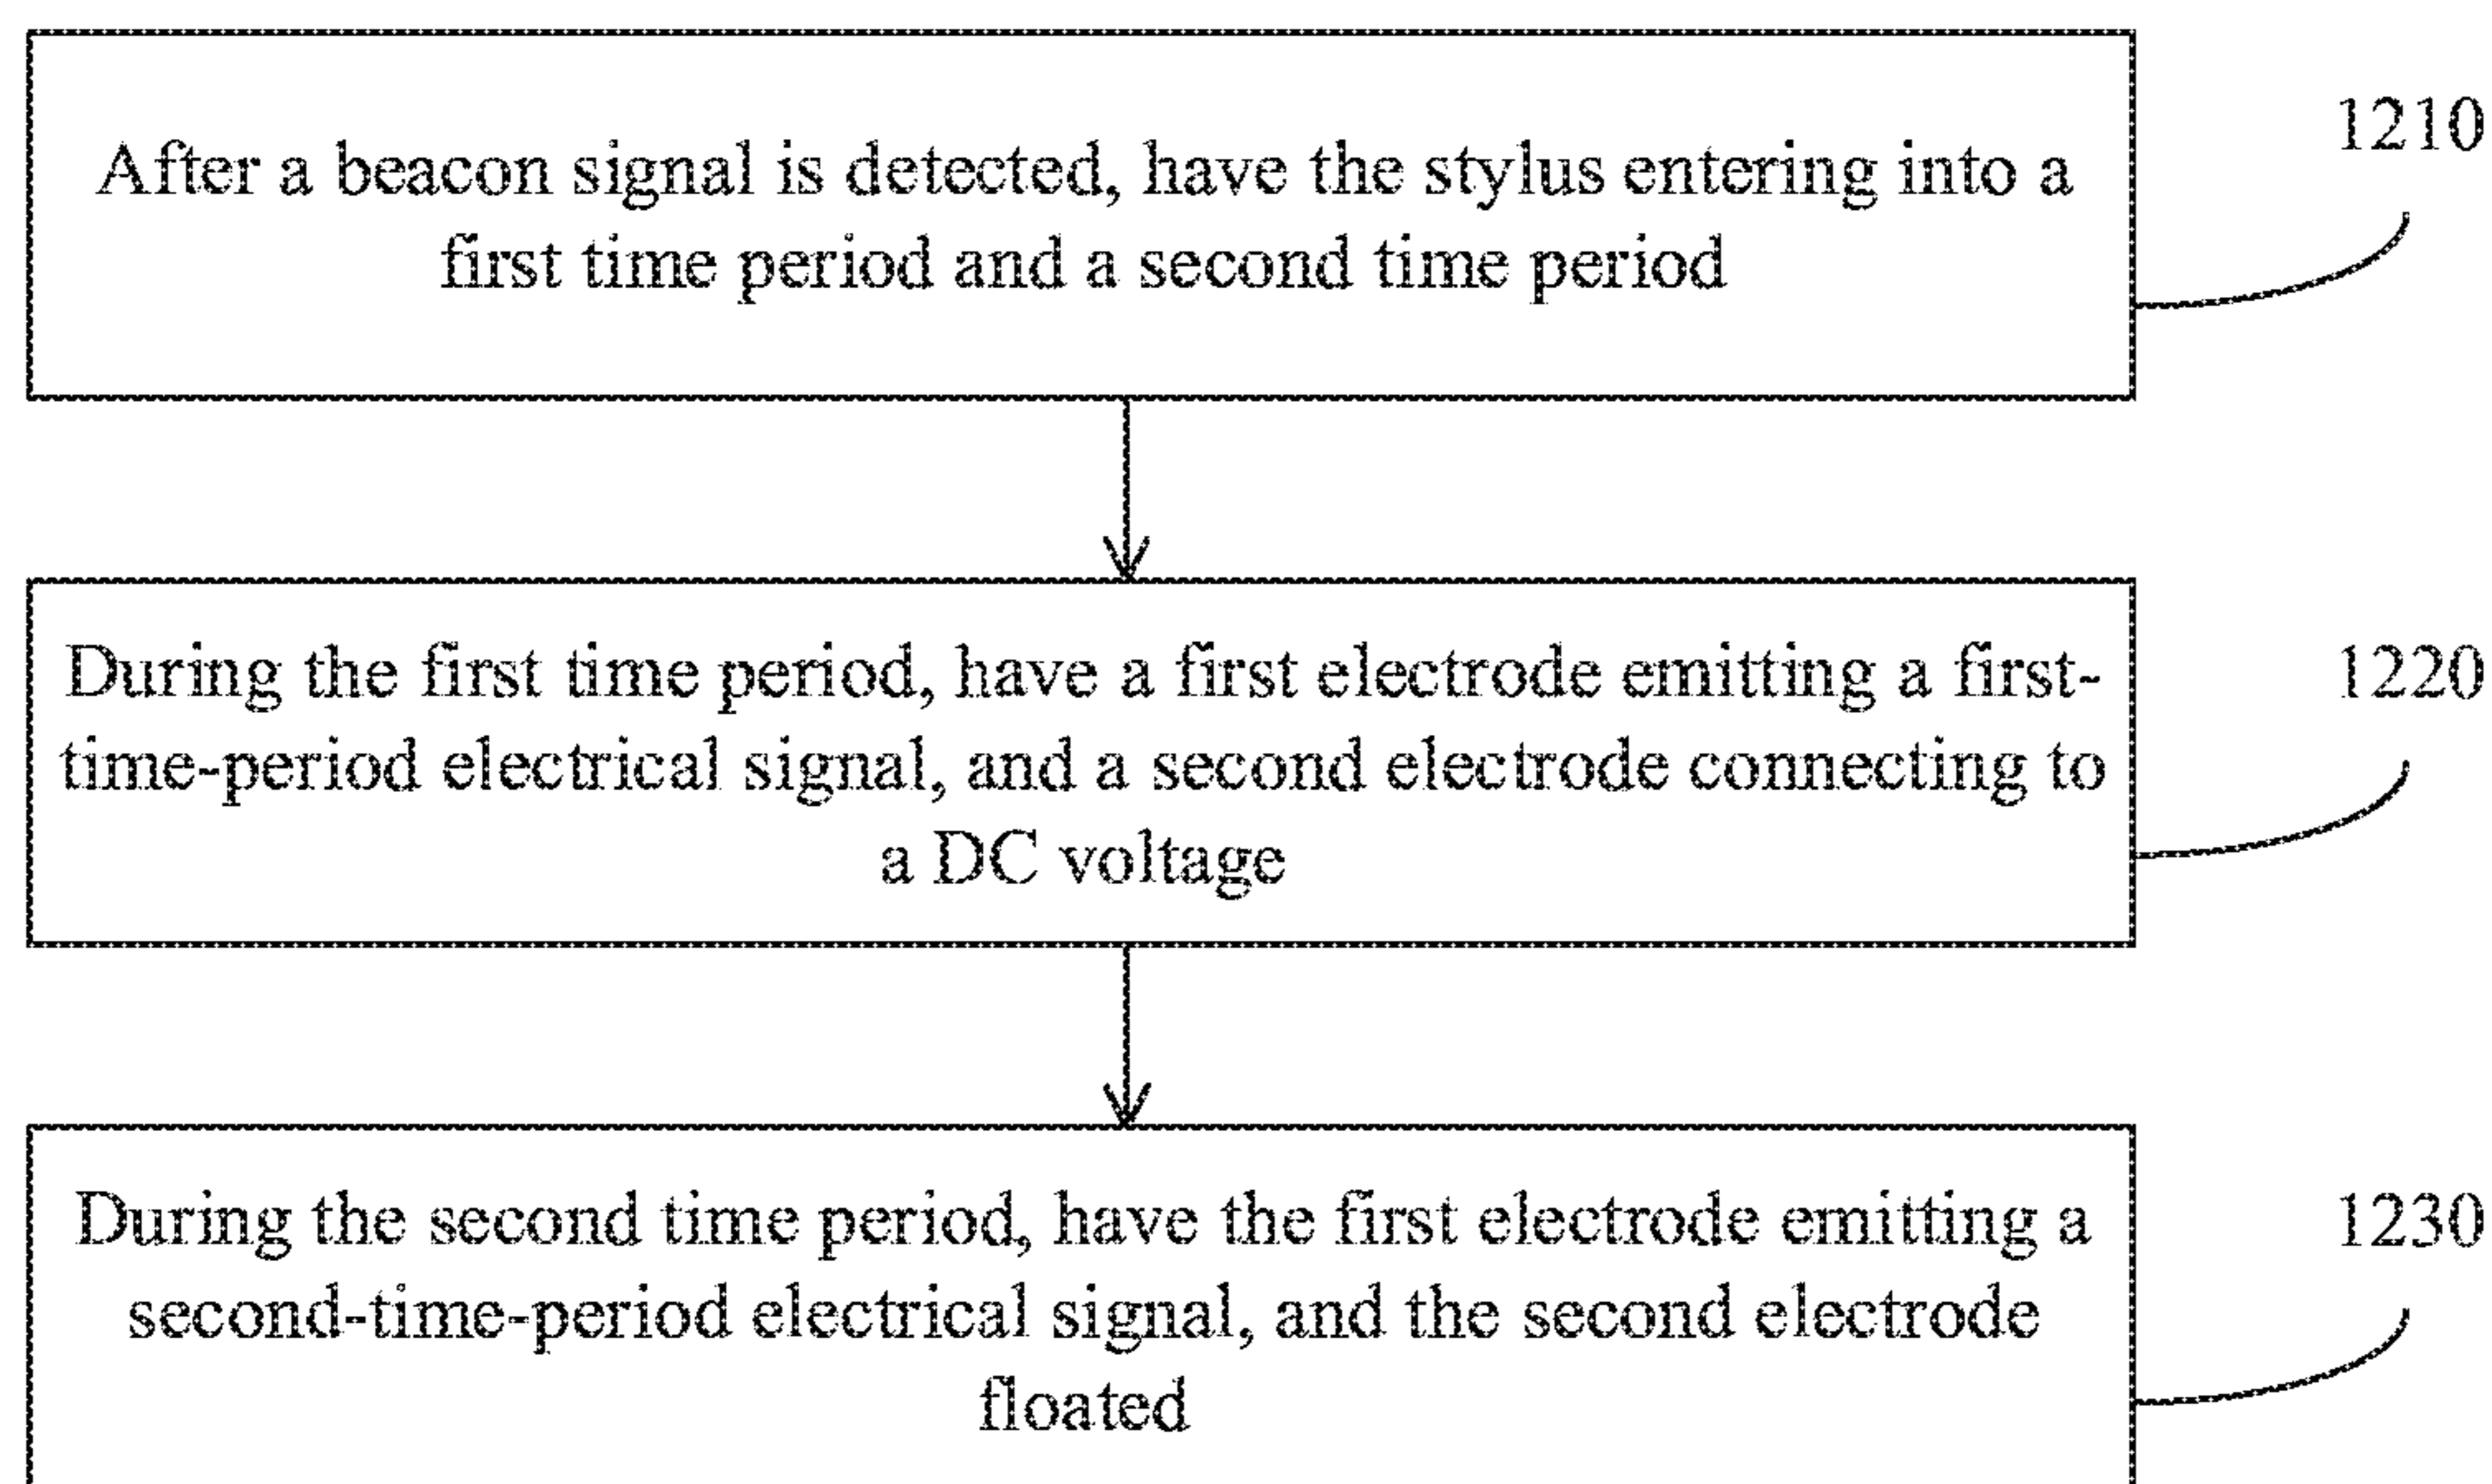 After a beacon signal is detected, have the stylus entering into a
first time period and a second time period
1210
During the first time period, have a first electrode emitting a first-
time-period electrical signal, and a second electrode connecting to
a DC voltage
1220
During the second time period, have the first electrode emitting a
second-time-period electrical signal, and the second electrode
floated
1230